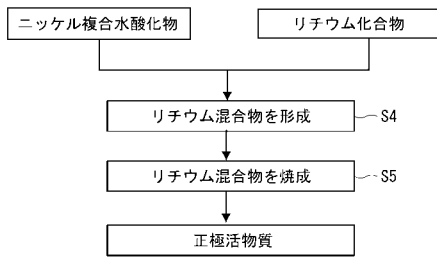 ニッケル複合水酸化物
リチウム化合物
リチウム混合物を形成
S4
リチウム混合物を焼成
S5
正極活物質